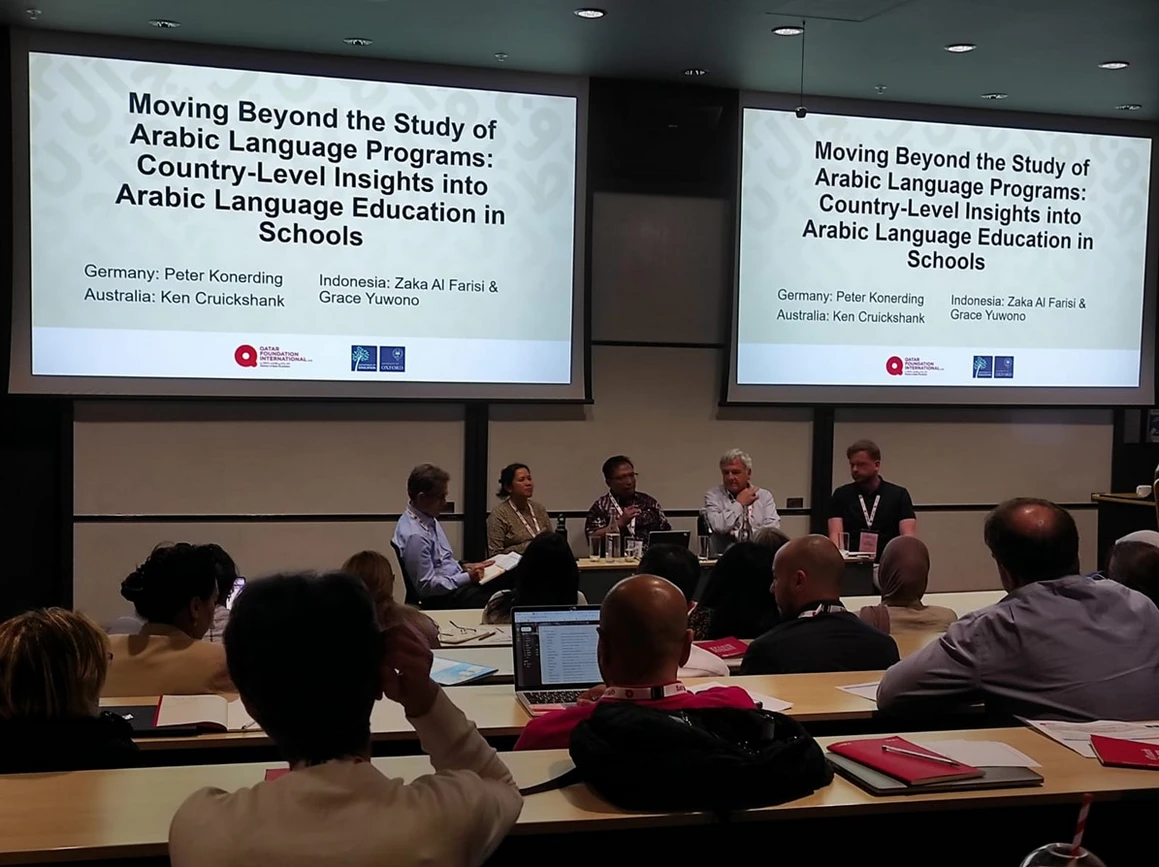 Moving Beyond the Study of
Arabic Language Programs:
Country-Level Insights into
Arabic Language Education in
Schools
Germany: Peter Konerding
Australia: Ken Cruickshank
Indonesia: Zaka Al Farisi &
Grace Yuwono
QATAR
FOUNDATION
INTERNATIONAL
OXFORD
Moving Beyond the Study of
Arabic Language Programs:
Country-Level Insights into
Arabic Language Education in
Schools
Germany: Peter Konerding
Australia: Ken Cruickshank
Indonesia: Zaka Al Farisi &
Grace Yuwono
QATAR
FOUNDATION
INTERNATIONAL
OXFORD